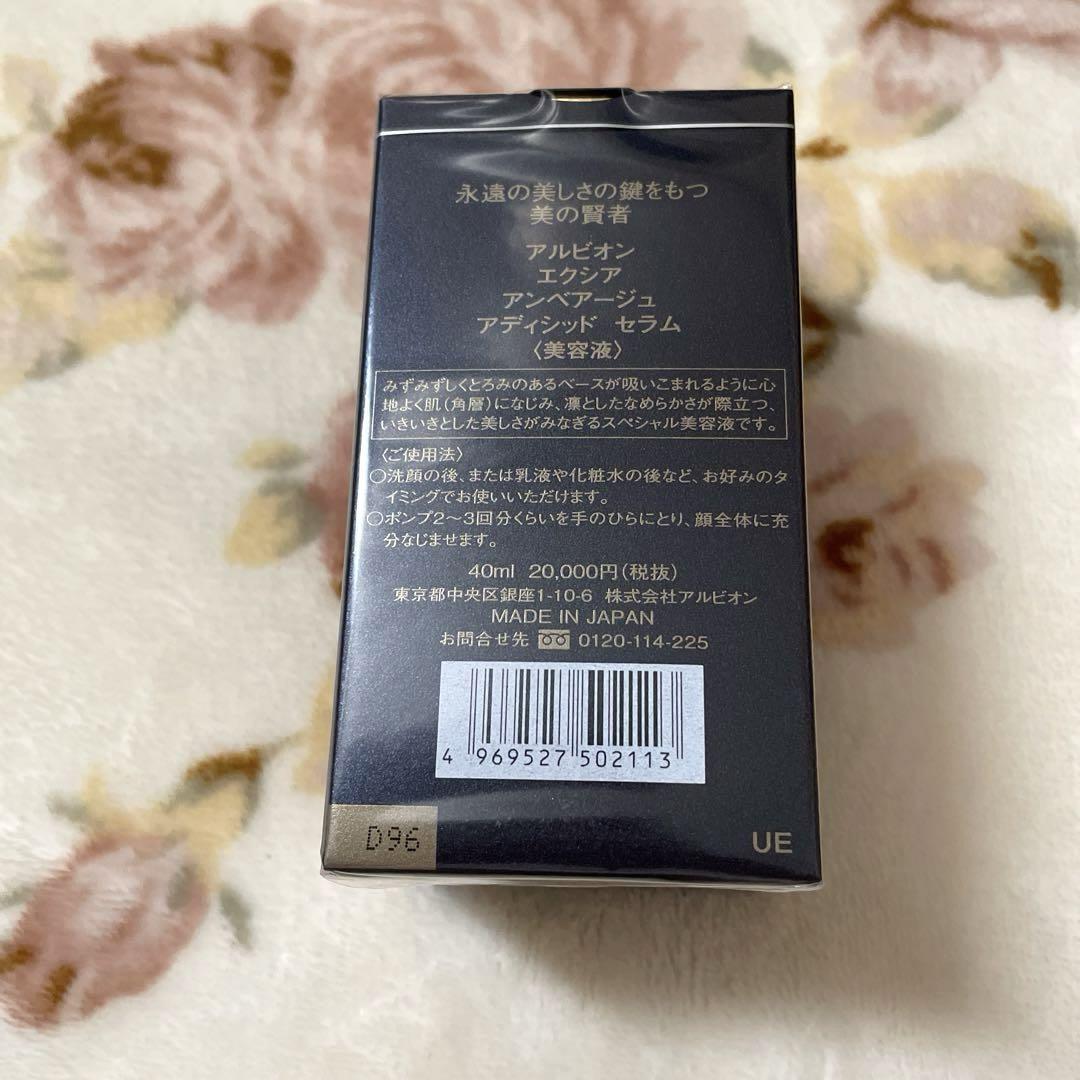 永遠の美しさの鍵をもつ
美の賢者
アルビオン
エクシア
アンベアージュ
アディシッド セラム
〈美容液〉
みずみずしくとろみのあるベースが吸いこまれるように心
地よく肌(角層)になじみ、凛としたなめらかさが際立つ、
いきいきとした美しさがみなぎるスペシャル美容液です。
〈ご使用法〉
○洗顔の後、または乳液や化粧水の後など、お好みのタ
イミングでお使いいただけます。
○ポンプ2〜3回分くらいを手のひらにとり、顔全体に充
分なじませます。
40ml 20,000円(税抜)
東京都中央区銀座1-10-6 株式会社アルビオン
MADE IN JAPAN
お問合せ先 0120-114-225
4 969527 502113
D96
UE